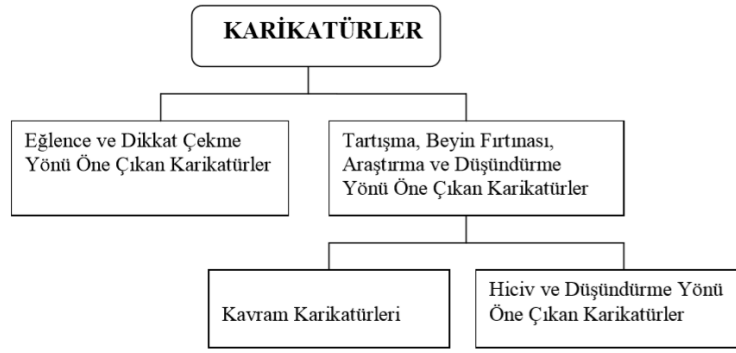 KARİKATÜRLER
Eğlence ve Dikkat Çekme
Yönü Öne Çıkan Karikatürler
Tartışma, Beyin Fırtınası,
Araştırma ve Düşündürme
Yönü Öne Çıkan Karikatürler
Kavram Karikatürleri
Hiciv ve Düşündürme Yönü
Öne Çıkan Karikatürler